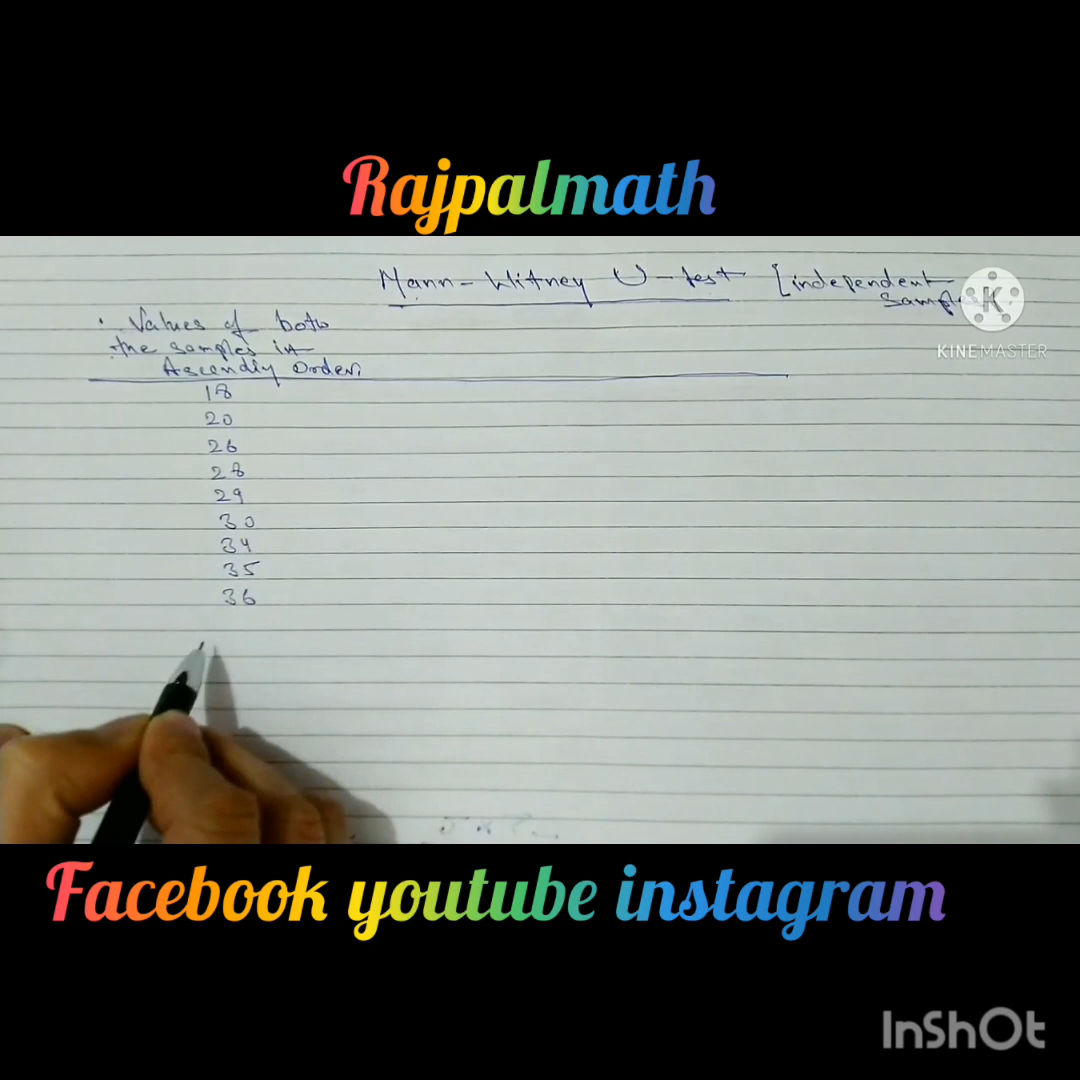 Rajpalmath
Mann-Witney U-test [independent
Samp
KINEMASTER
Values of both
the samples in
Ascendiy Order
18
20
26
28
29
30
34
35
36
Facebook youtube instagram
InShOt